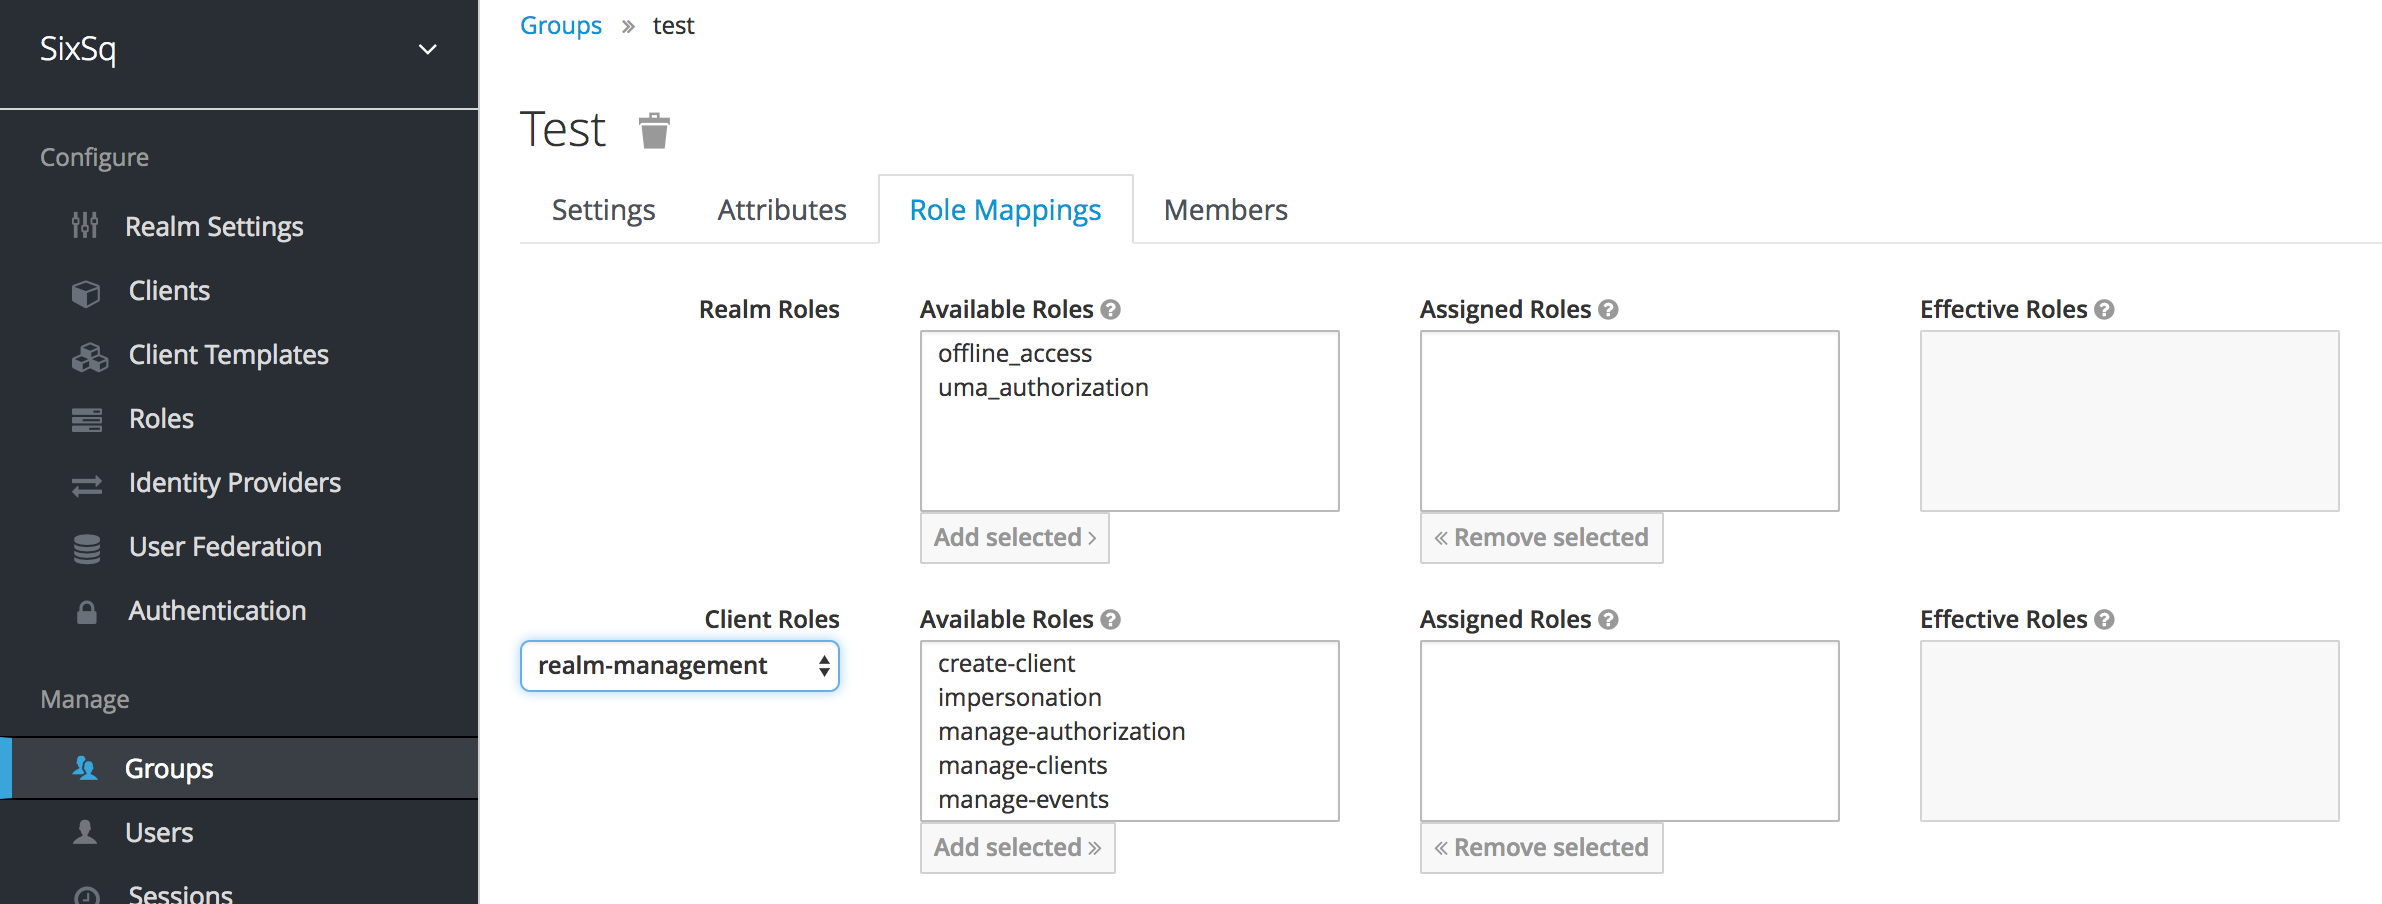 SixSq
Configure
Realm Settings
Clients
Client Templates
Roles
Identity Providers
User Federation
Authentication
Manage
Groups
Users
Sessions
Groups » test
Test
Settings Attributes Role Mappings Members
Realm Roles Available Roles ? Assigned Roles ? Effective Roles ?
offline_access
uma_authorization
Add selected › « Remove selected
Client Roles Available Roles ? Assigned Roles ? Effective Roles ?
realm-management
create-client
impersonation
manage-authorization
manage-clients
manage-events
Add selected » « Remove selected